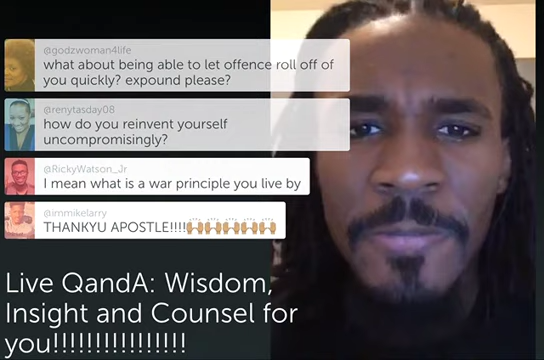 @godzwoman4life
what about being able to let offence roll off of
you quickly? expound please?
@renytasday08
how do you reinvent yourself
uncompromisingly?
@RickyWatson_Jr
I mean what is a war principle you live by
@immikelarry
THANKYU APOSTLE!!!!🙌🏽🙌🏽🙌🏽🙌🏽🙌🏽
Live QandA: Wisdom,
Insight and Counsel for
you!!!!!!!!!!!!!!!!